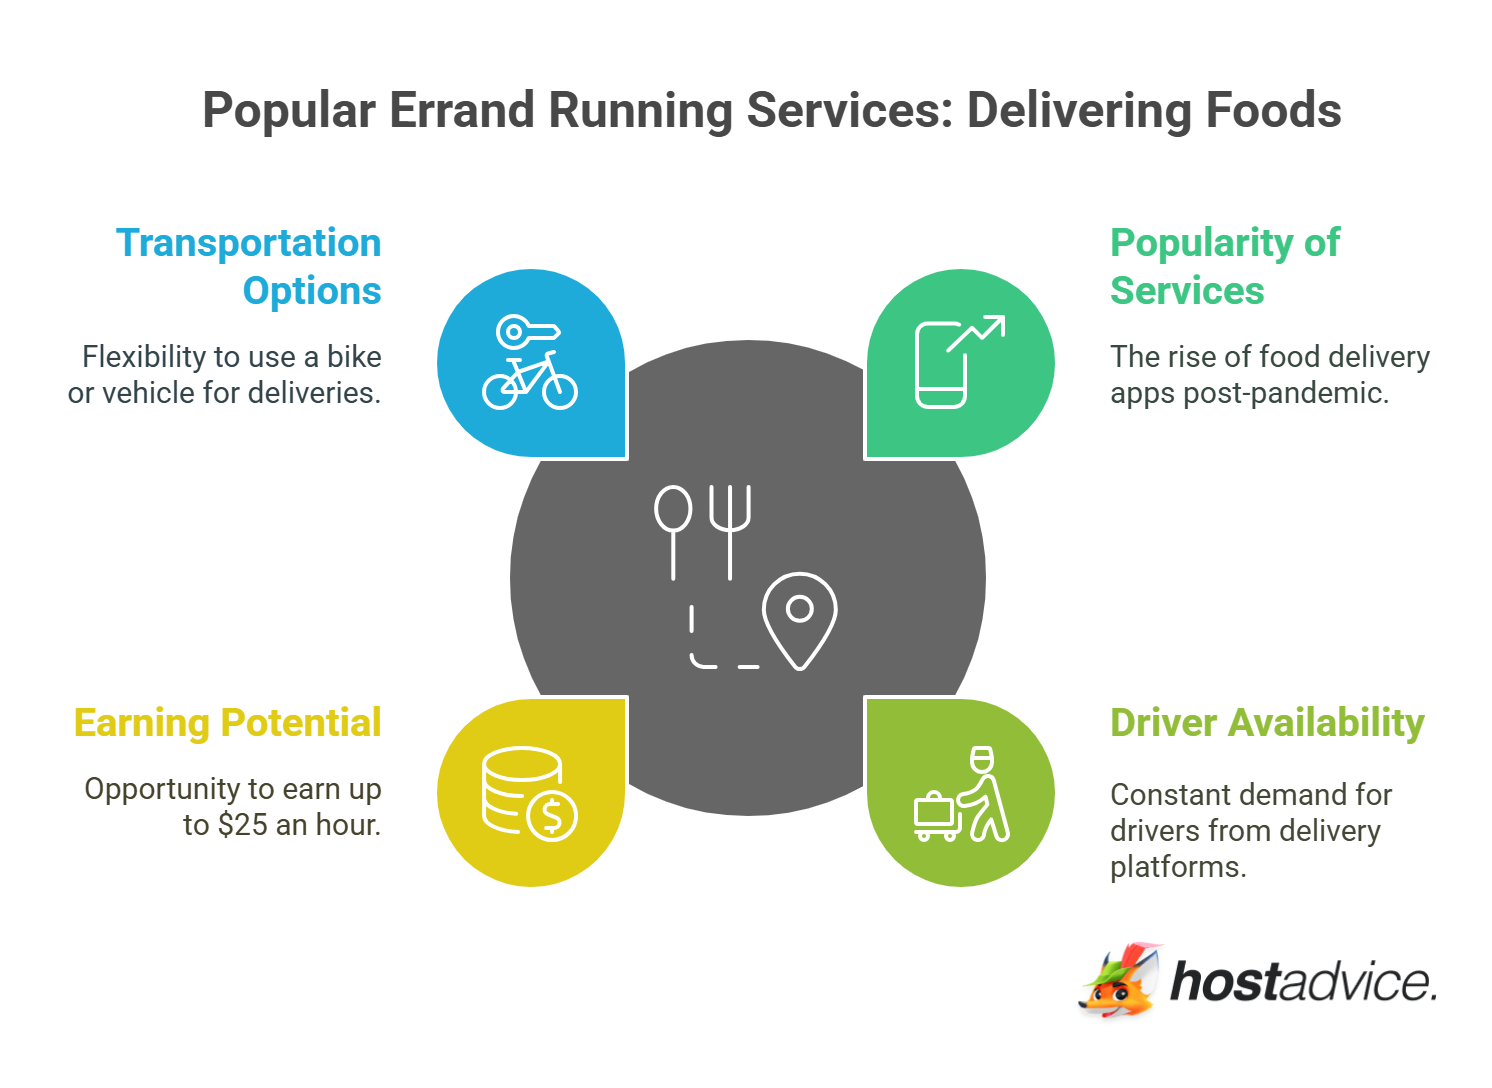 Popular Errand Running Services: Delivering Foods
Transportation
Options
Flexibility to use a bike
or vehicle for deliveries.
Popularity of
Services
The rise of food delivery
apps post-pandemic.
Earning Potential
Opportunity to earn up
to $25 an hour.
$
Driver Availability
Constant demand for
drivers from delivery
platforms.
hostadvice.